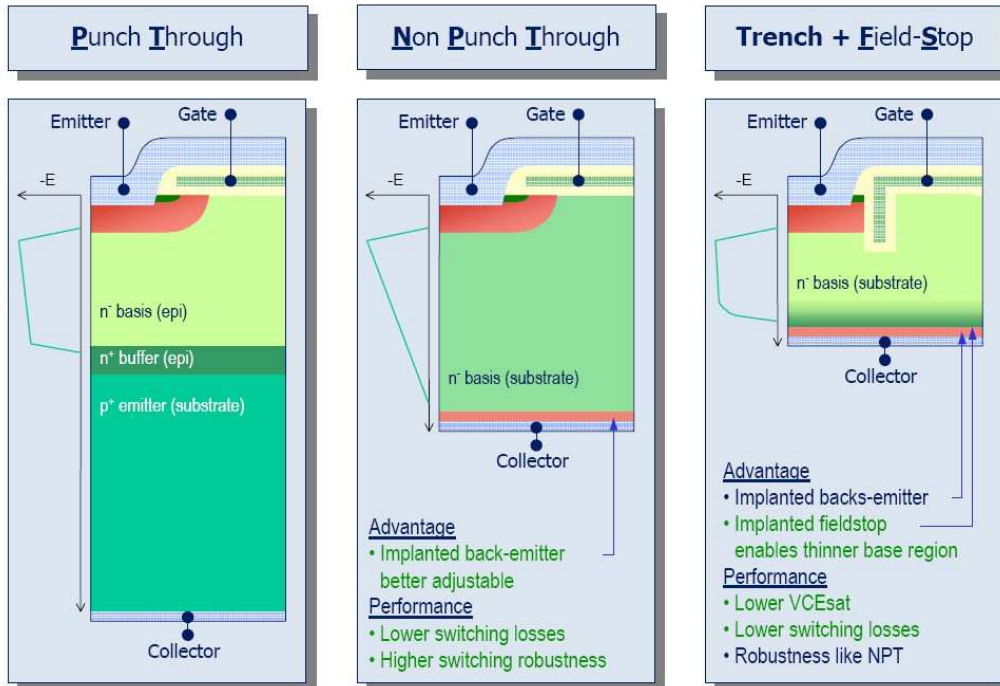 Punch Through
Emitter
Gate
-E
n⁻ basis (epi)
n⁺ buffer (epi)
p⁺ emitter (substrate)
Collector
Non Punch Through
Emitter
Gate
-E
n⁻ basis (substrate)
Collector
Advantage
• Implanted back-emitter
better adjustable
Performance
• Lower switching losses
• Higher switching robustness
Trench + Field-Stop
Emitter
Gate
-E
n⁻ basis (substrate)
Collector
Advantage
• Implanted backs-emitter
• Implanted fieldstop
enables thinner base region
Performance
• Lower VCEsat
• Lower switching losses
• Robustness like NPT